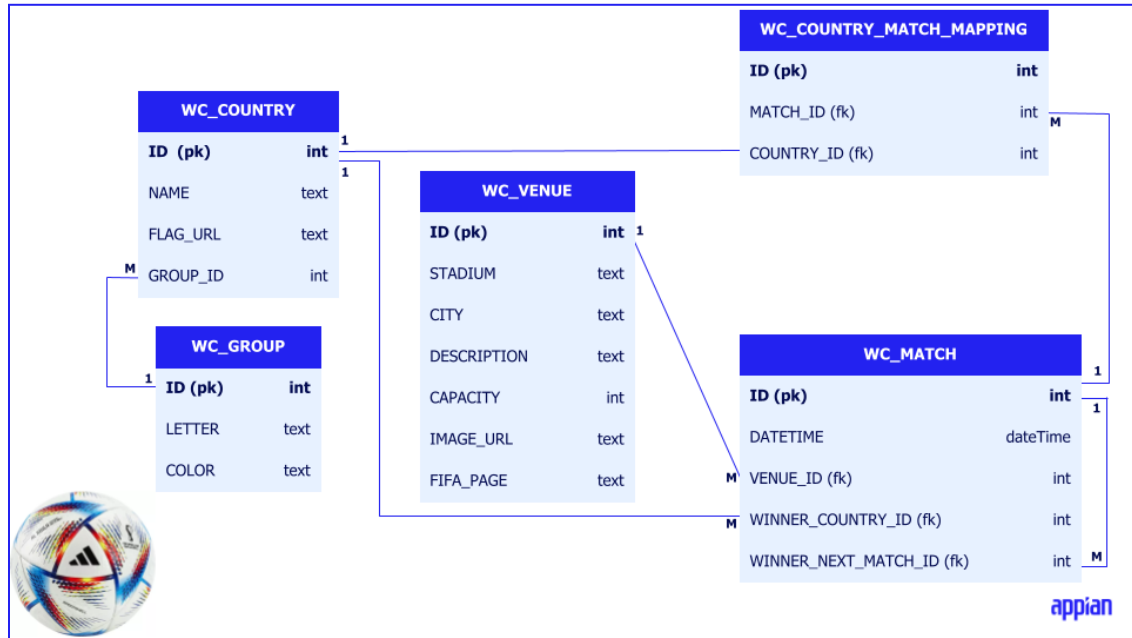 WC_COUNTRY_MATCH_MAPPING
ID (pk) int
MATCH_ID (fk) int
M
COUNTRY_ID (fk) int
WC_COUNTRY
ID (pk) int
1
1
NAME text
FLAG_URL text
M
GROUP_ID int
WC_GROUP
1
ID (pk) int
LETTER text
COLOR text
WC_VENUE
ID (pk) int
1
STADIUM text
CITY text
DESCRIPTION text
CAPACITY int
IMAGE_URL text
FIFA_PAGE text
WC_MATCH
1
ID (pk) int
1
DATETIME dateTime
M
VENUE_ID (fk) int
M
WINNER_COUNTRY_ID (fk) int
WINNER_NEXT_MATCH_ID (fk) int
M
appian